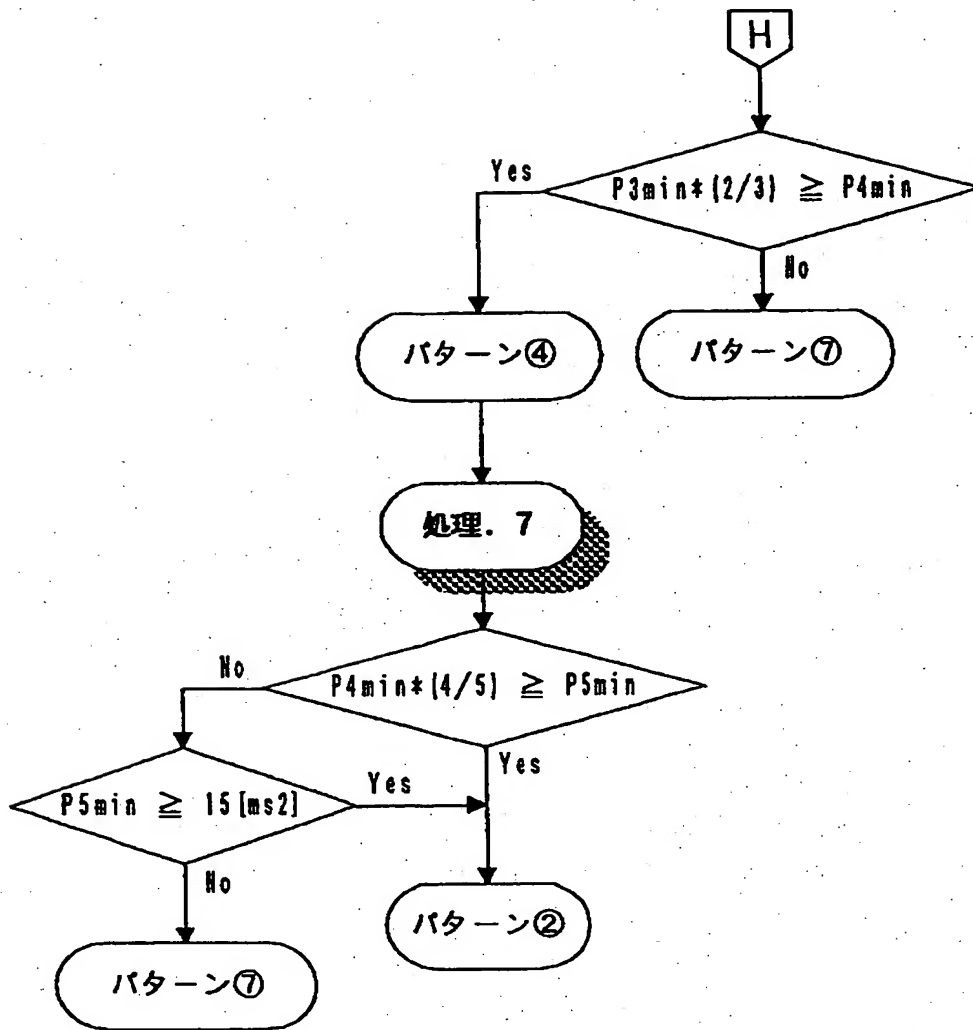 H
Yes
P3min*(2/3) ≧ P4min
No
パターン④
パターン⑦
処理．7
No
P4min*(4/5) ≧ P5min
Yes
P5min ≧ 15[ms2]
Yes
No
パターン②
パターン⑦